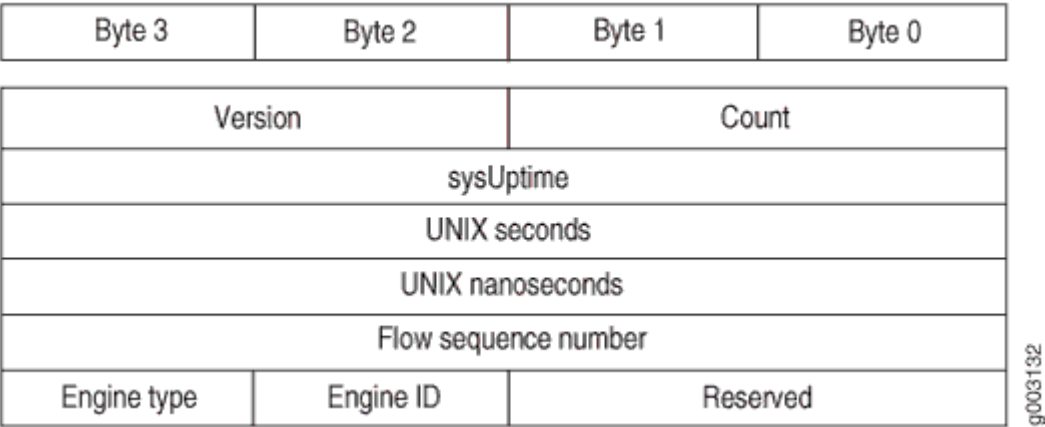 Byte 3 Byte 2 Byte 1 Byte 0
Version Count
sysUptime
UNIX seconds
UNIX nanoseconds
Flow sequence number
Engine type Engine ID Reserved
g003132